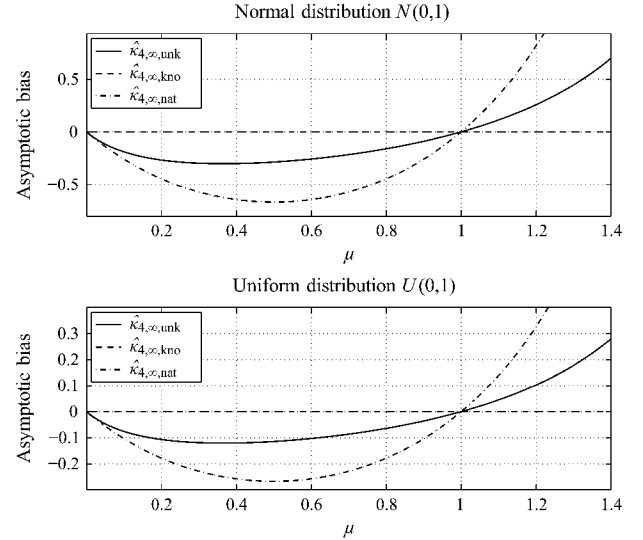 Normal distribution N(0,1)
κ̂4,∞,unk
κ̂4,∞,kno
κ̂4,∞,nat
Asymptotic bias
0.5
0
−0.5
0.2 0.4 0.6 0.8 1 1.2 1.4
μ
Uniform distribution U(0,1)
κ̂4,∞,unk
κ̂4,∞,kno
κ̂4,∞,nat
Asymptotic bias
0.3
0.2
0.1
0
−0.1
−0.2
0.2 0.4 0.6 0.8 1 1.2 1.4
μ